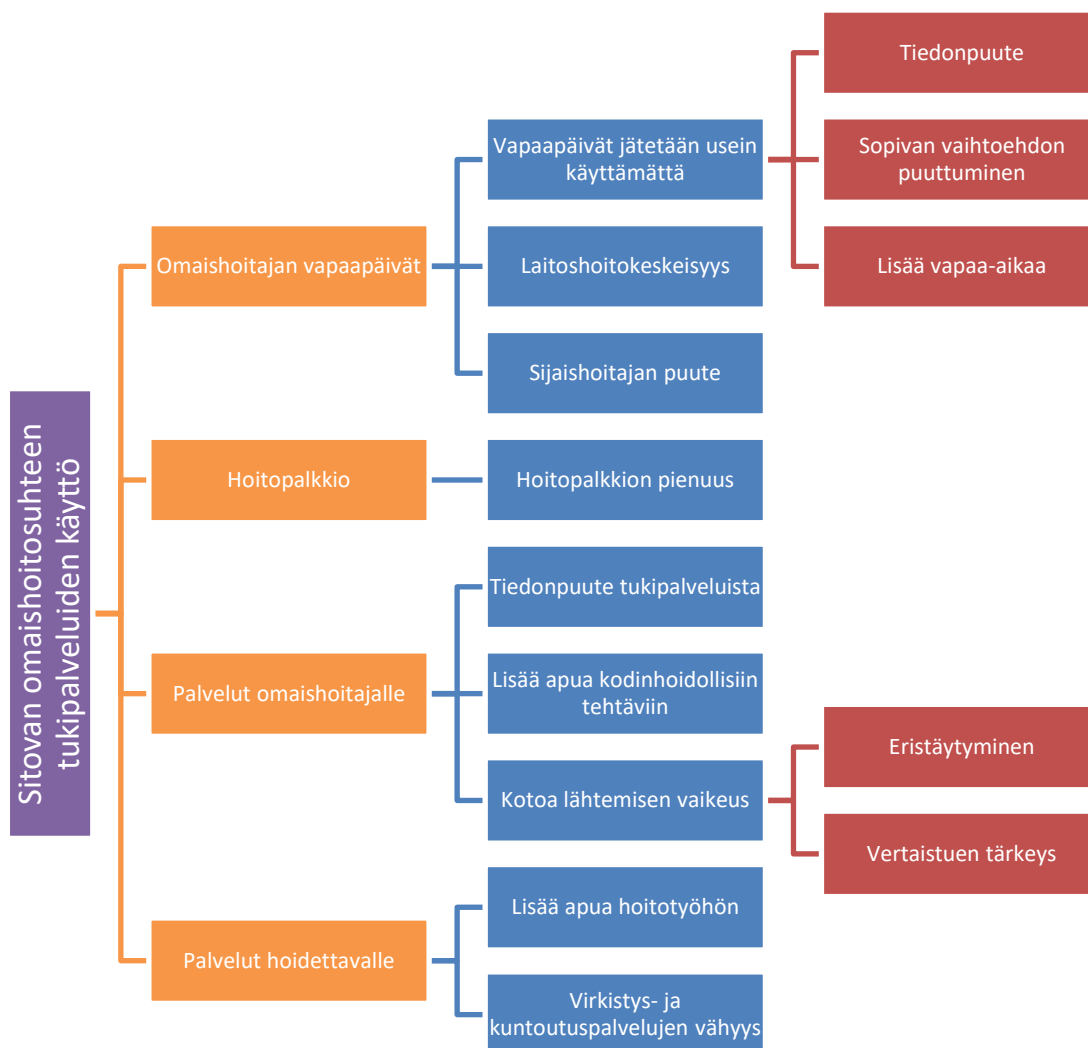 Sitovan omaishoitosuhteen
tukipalveluiden käyttö
Omaishoitajan vapaapäivät
Vapaapäivät jätetään usein
käyttämättä
Tiedonpuute
Sopivan vaihtoehdon
puuttuminen
Lisää vapaa-aikaa
Laitoshoitokeskeisyys
Sijaishoitajan puute
Hoitopalkkio
Hoitopalkkion pienuus
Palvelut omaishoitajalle
Tiedonpuute tukipalveluista
Lisää apua kodinhoidollisiin
tehtäviin
Kotoa lähtemisen vaikeus
Eristäytyminen
Vertaistuen tärkeys
Palvelut hoidettavalle
Lisää apua hoitotyöhön
Virkistys- ja
kuntoutuspalvelujen vähyys